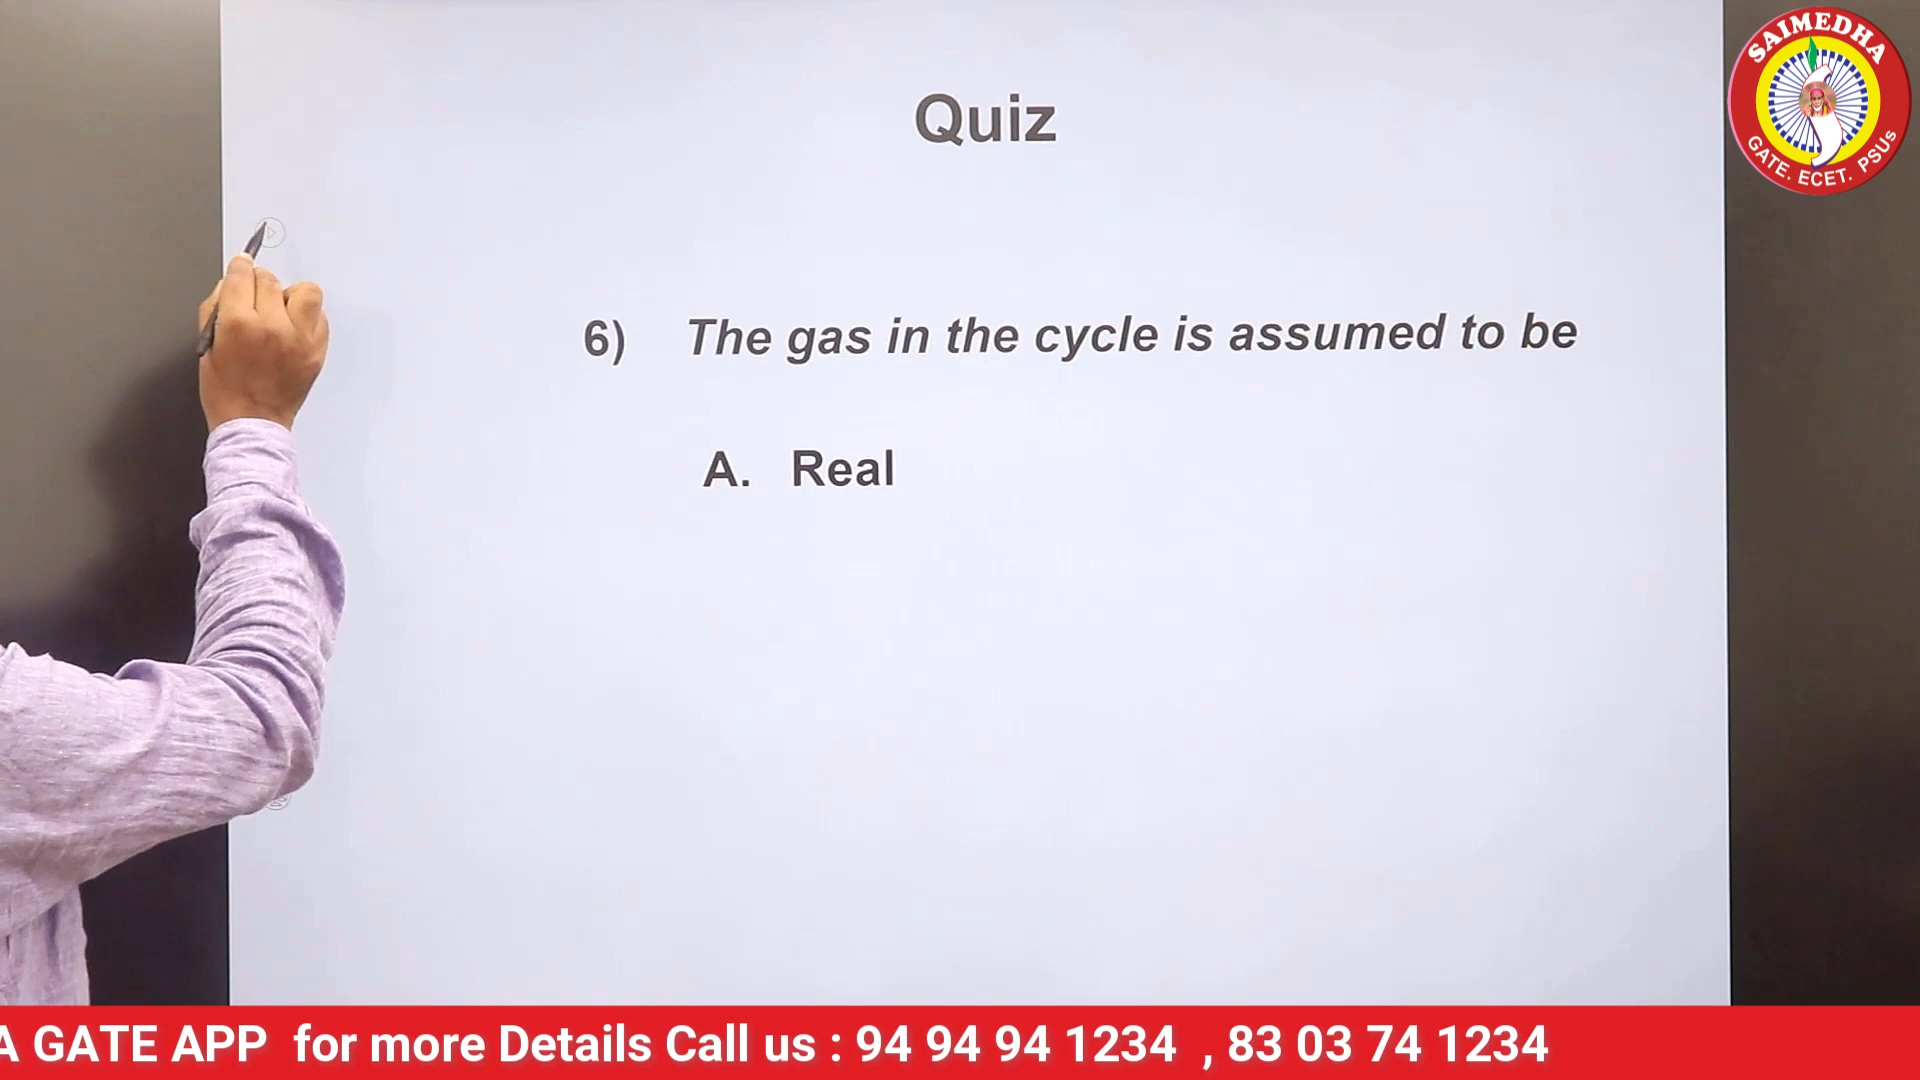 SAIMEDHA
GATE. ECET. PSUs
Quiz
6) The gas in the cycle is assumed to be
A. Real
A GATE APP for more Details Call us : 94 94 94 1234 , 83 03 74 1234